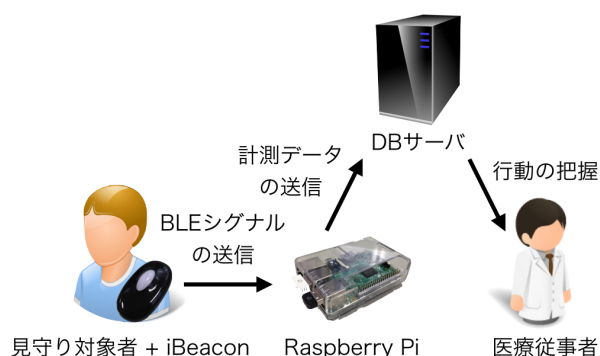 DBサーバ
計測データ
の送信
行動の把握
BLEシグナル
の送信
見守り対象者 + iBeacon
Raspberry Pi
医療従事者